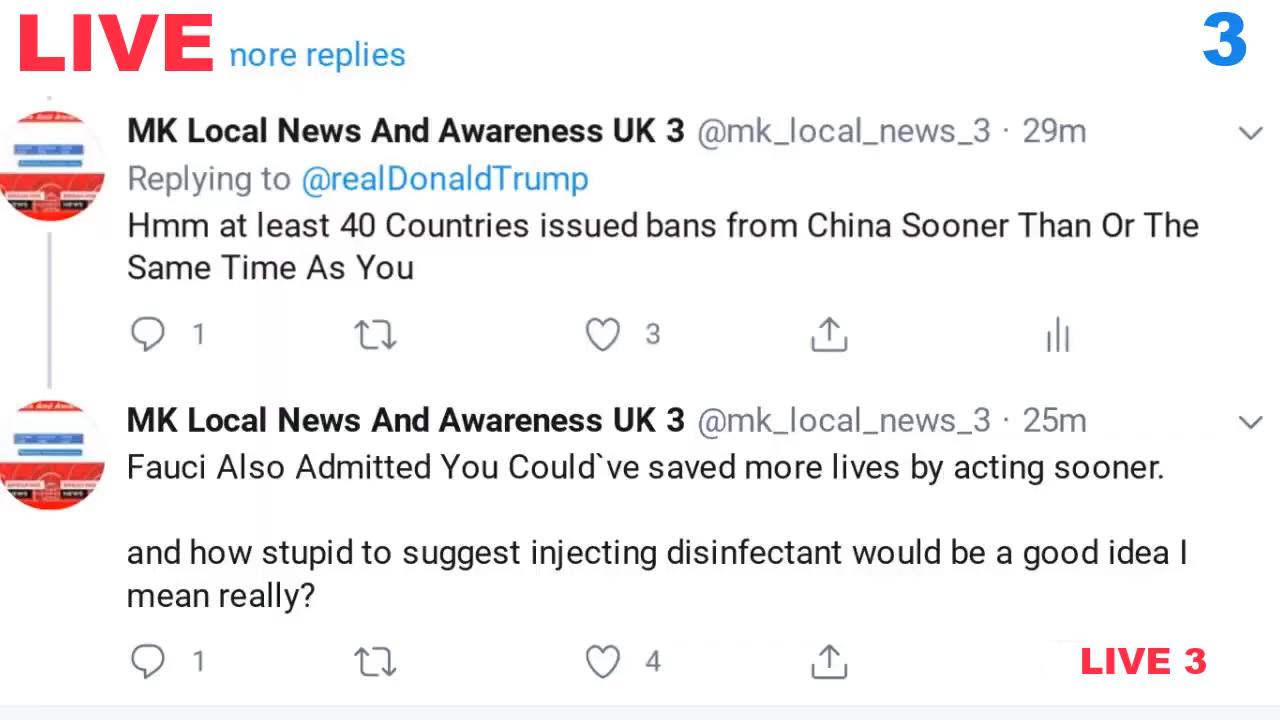 LIVE nore replies 3
MK Local News And Awareness UK 3 @mk_local_news_3 · 29m
Replying to @realDonaldTrump
Hmm at least 40 Countries issued bans from China Sooner Than Or The
Same Time As You
1 3
MK Local News And Awareness UK 3 @mk_local_news_3 · 25m
Fauci Also Admitted You Could`ve saved more lives by acting sooner.
and how stupid to suggest injecting disinfectant would be a good idea I
mean really?
1 4
LIVE 3